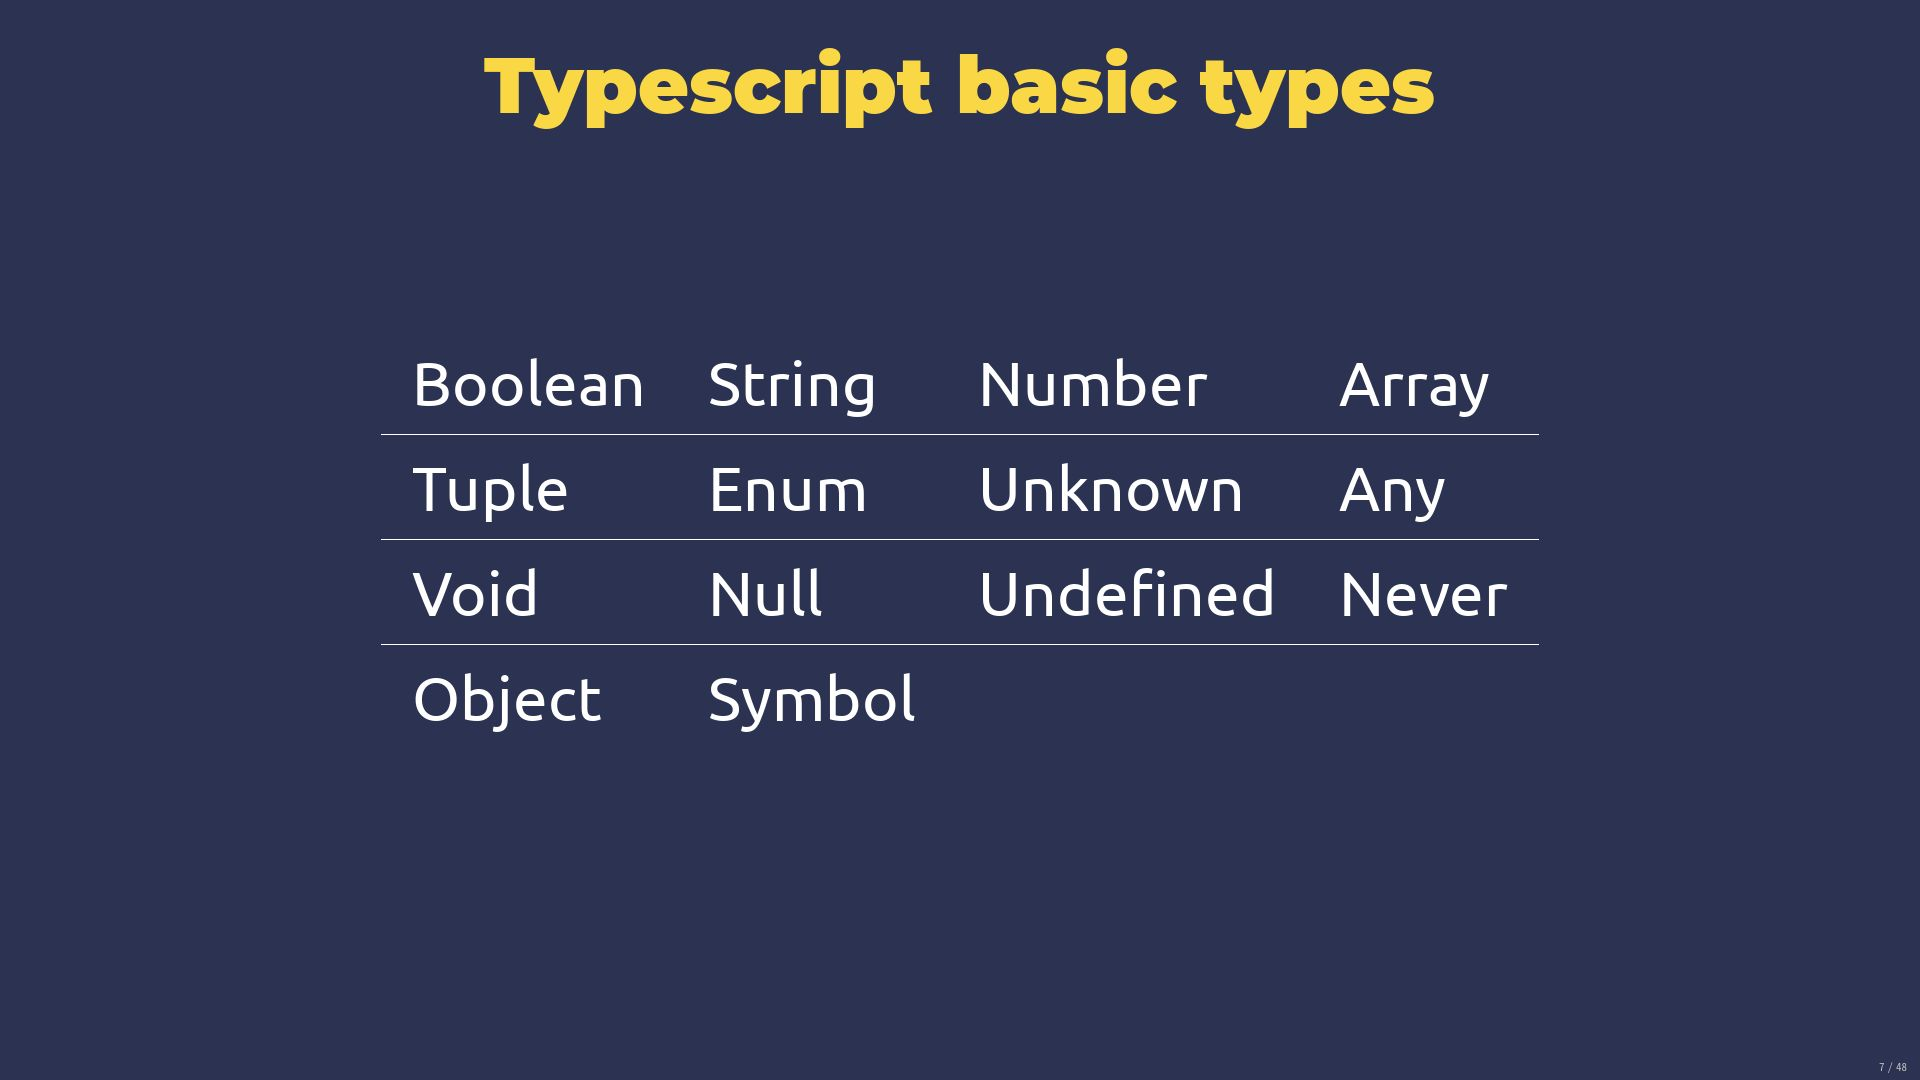 Typescript basic types
Boolean String Number Array
Tuple Enum Unknown Any
Void Null Undefined Never
Object Symbol
7 / 48